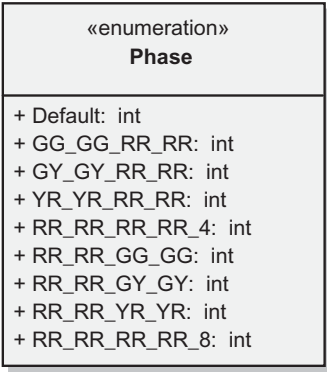 «enumeration»
Phase
+ Default: int
+ GG_GG_RR_RR: int
+ GY_GY_RR_RR: int
+ YR_YR_RR_RR: int
+ RR_RR_RR_RR_4: int
+ RR_RR_GG_GG: int
+ RR_RR_GY_GY: int
+ RR_RR_YR_YR: int
+ RR_RR_RR_RR_8: int